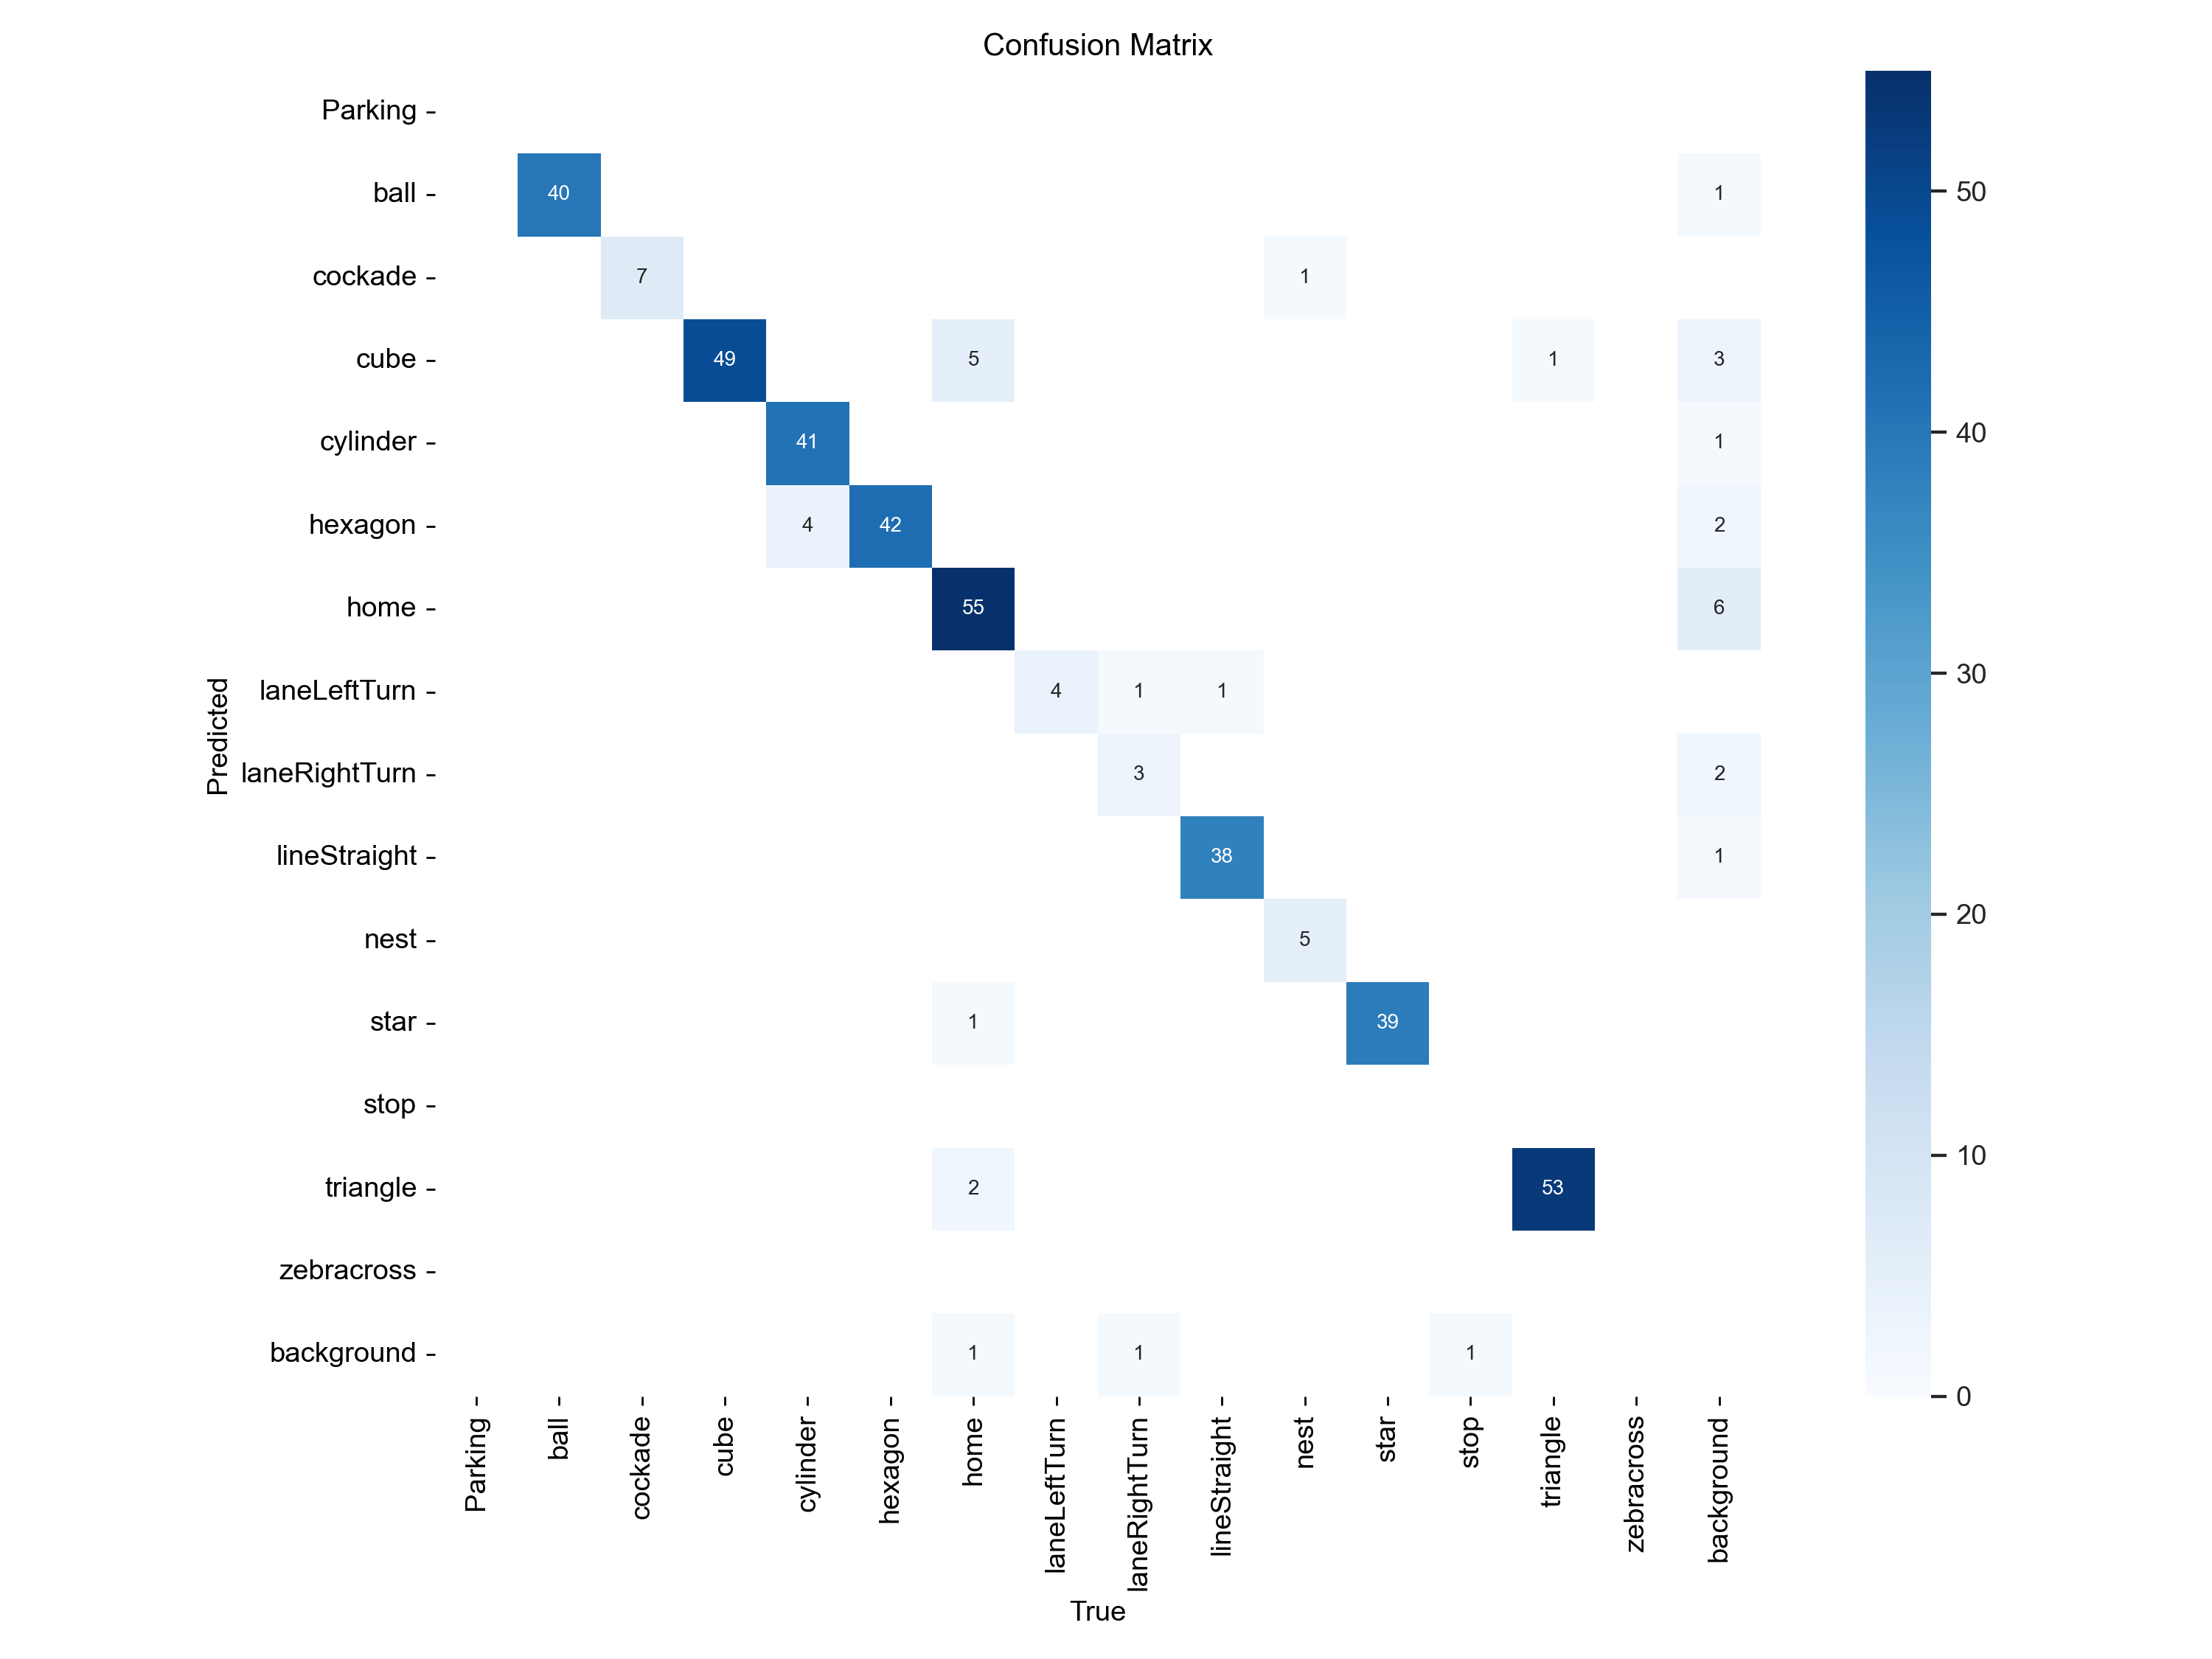 Confusion Matrix
Parking
ball 40 1
cockade 7 1
cube 49 5 1 3
cylinder 41 1
hexagon 4 42 2
home 55 6
laneLeftTurn 4 1 1
laneRightTurn 3 2
lineStraight 38 1
nest 5
star 1 39
stop
triangle 2 53
zebracross
background 1 1 1
Predicted
Parking ball cockade cube cylinder hexagon home laneLeftTurn laneRightTurn lineStraight nest star stop triangle zebracross background
True
50
40
30
20
10
0